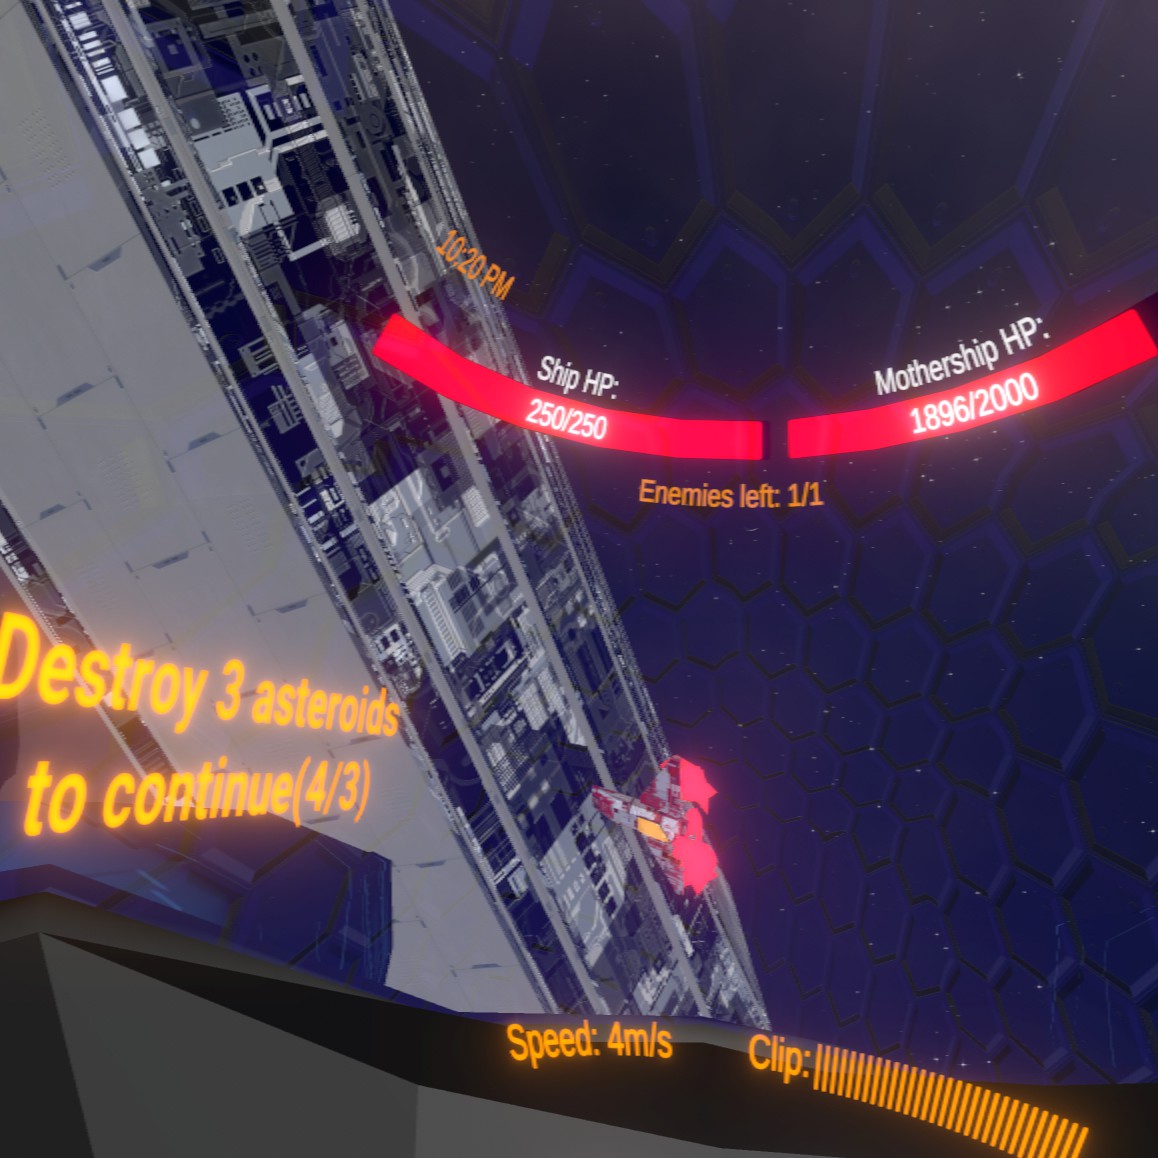 10:20 PM
Ship HP:
250/250
Mothership HP:
1896/2000
Enemies left: 1/1
Destroy 3 asteroids
to continue(4/3)
Speed: 4m/s
Clip: